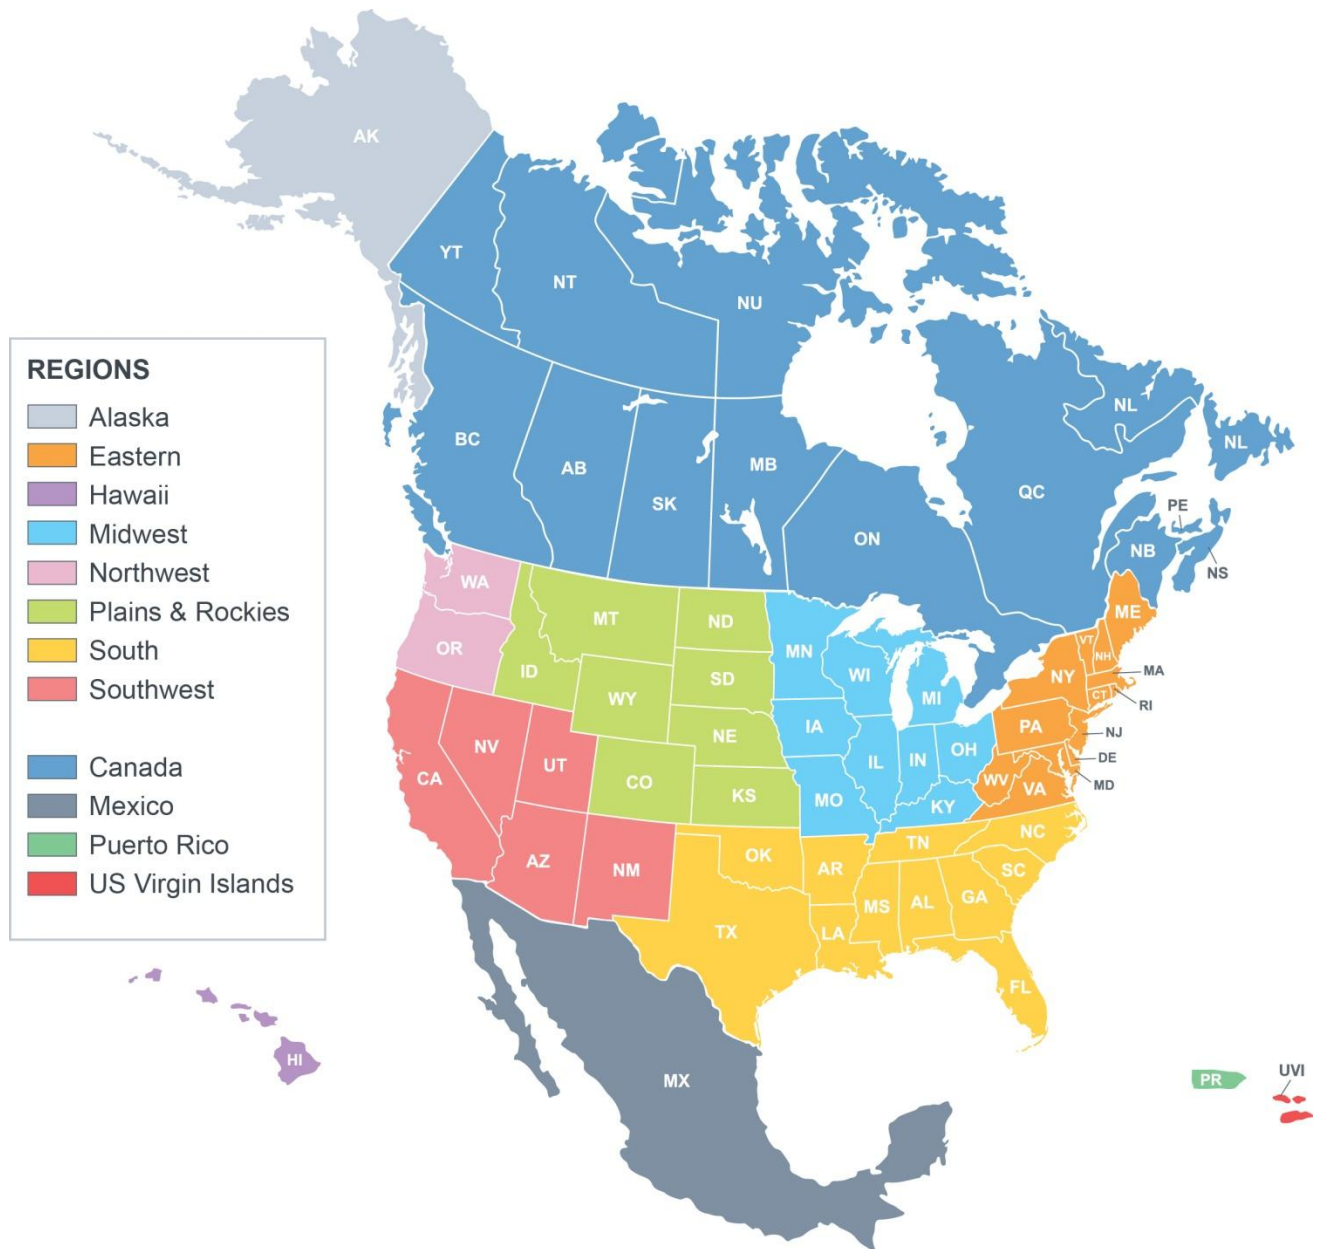 AK
YT
NT
NU
REGIONS
Alaska
Eastern
Hawaii
Midwest
Northwest
Plains & Rockies
South
Southwest
Canada
Mexico
Puerto Rico
US Virgin Islands
BC
AB
SK
MB
ON
QC
NL
NL
PE
NB
NS
WA
OR
MT
ID
WY
ND
SD
NE
CO
KS
MN
WI
MI
IA
IL
IN
OH
MO
KY
ME
VT
NH
NY
MA
CT
RI
PA
NJ
DE
MD
WV
VA
CA
NV
UT
AZ
NM
OK
TX
AR
LA
TN
NC
SC
MS
AL
GA
FL
HI
MX
PR
UVI